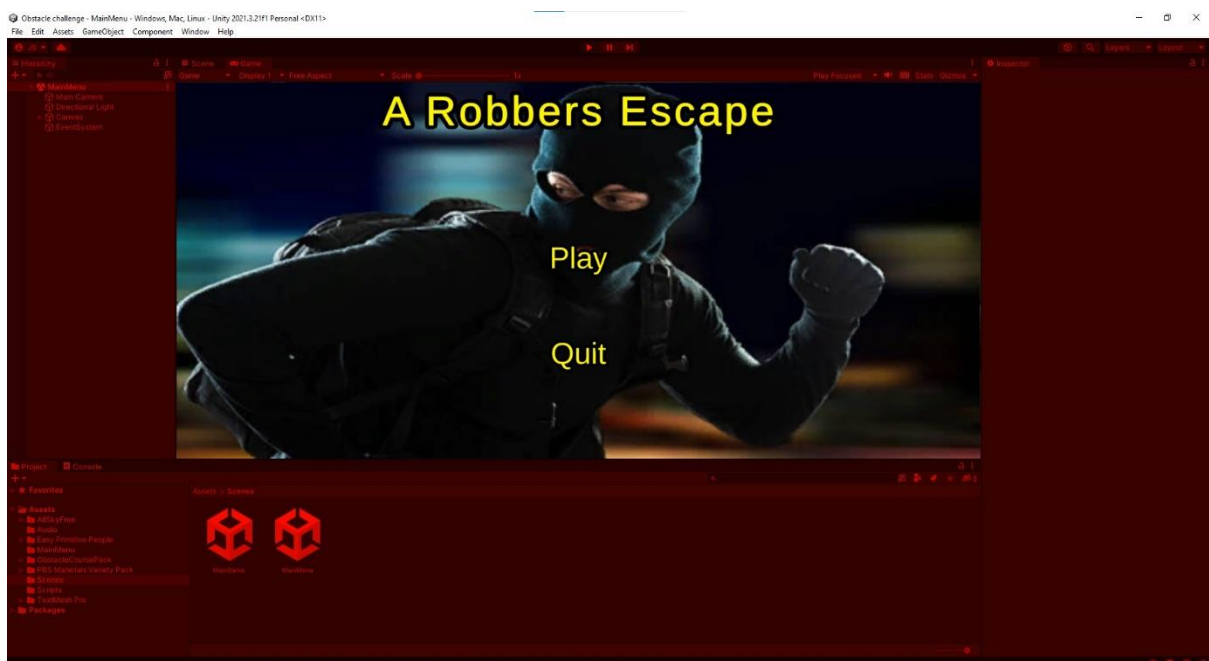 Obstacle challenge - MainMenu - Windows, Mac, Linux - Unity 2021.3.21f1 Personal <DX11>
File Edit Assets GameObject Component Window Help
Layers Layout
Hierarchy
Scene Game
Inspector
Game Display 1 Free Aspect Scale 1x Play Focused Stats Gizmos
MainMenu
Main Camera
Directional Light
Canvas
EventSystem
A Robbers Escape
Play
Quit
Project Console
Favorites
Assets > Scenes
Assets
Audio
Easy Primitive People
MainMenu
ObstacleCoursePack
PBS Materials Variety Pack
Scenes
Scripts
TextMesh Pro
Packages
MainGame MainMenu